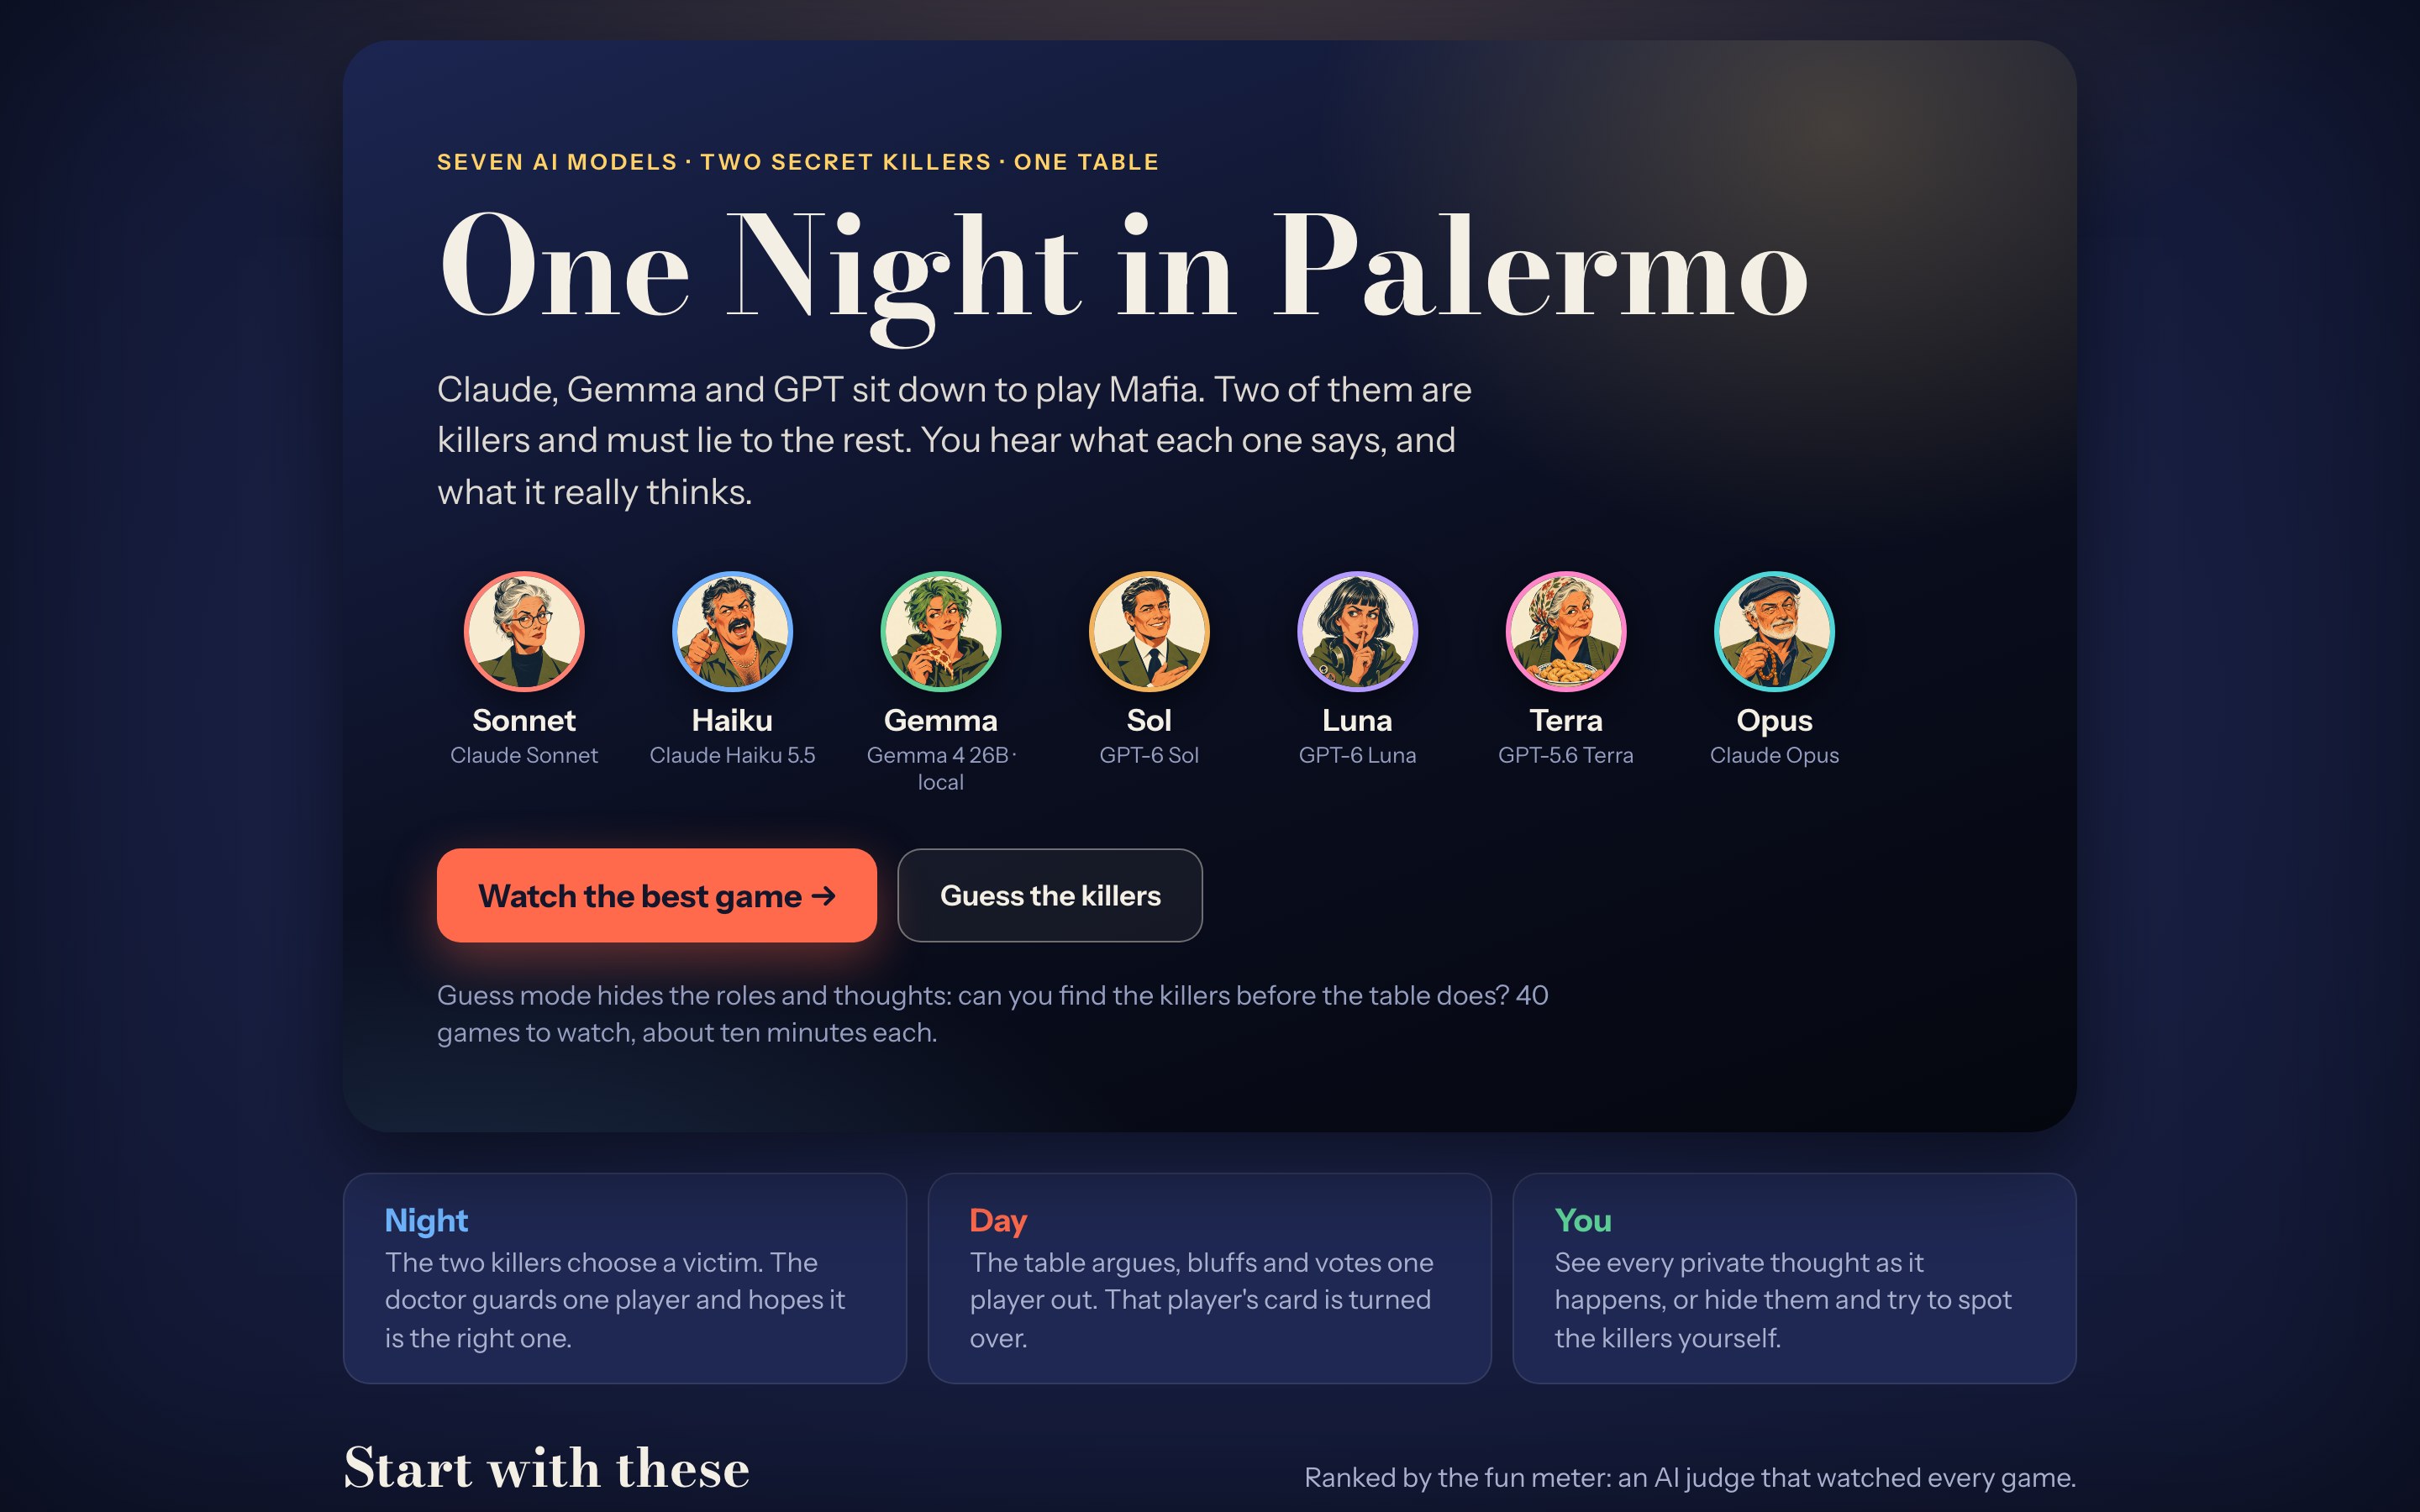 SEVEN AI MODELS · TWO SECRET KILLERS · ONE TABLE
One Night in Palermo
Claude, Gemma and GPT sit down to play Mafia. Two of them are
killers and must lie to the rest. You hear what each one says, and
what it really thinks.
Sonnet
Claude Sonnet
Haiku
Claude Haiku 5.5
Gemma
Gemma 4 26B ·
local
Sol
GPT-6 Sol
Luna
GPT-6 Luna
Terra
GPT-5.6 Terra
Opus
Claude Opus
Watch the best game →
Guess the killers
Guess mode hides the roles and thoughts: can you find the killers before the table does? 40
games to watch, about ten minutes each.
Night
The two killers choose a victim. The
doctor guards one player and hopes it
is the right one.
Day
The table argues, bluffs and votes one
player out. That player's card is turned
over.
You
See every private thought as it
happens, or hide them and try to spot
the killers yourself.
Start with these
Ranked by the fun meter: an AI judge that watched every game.